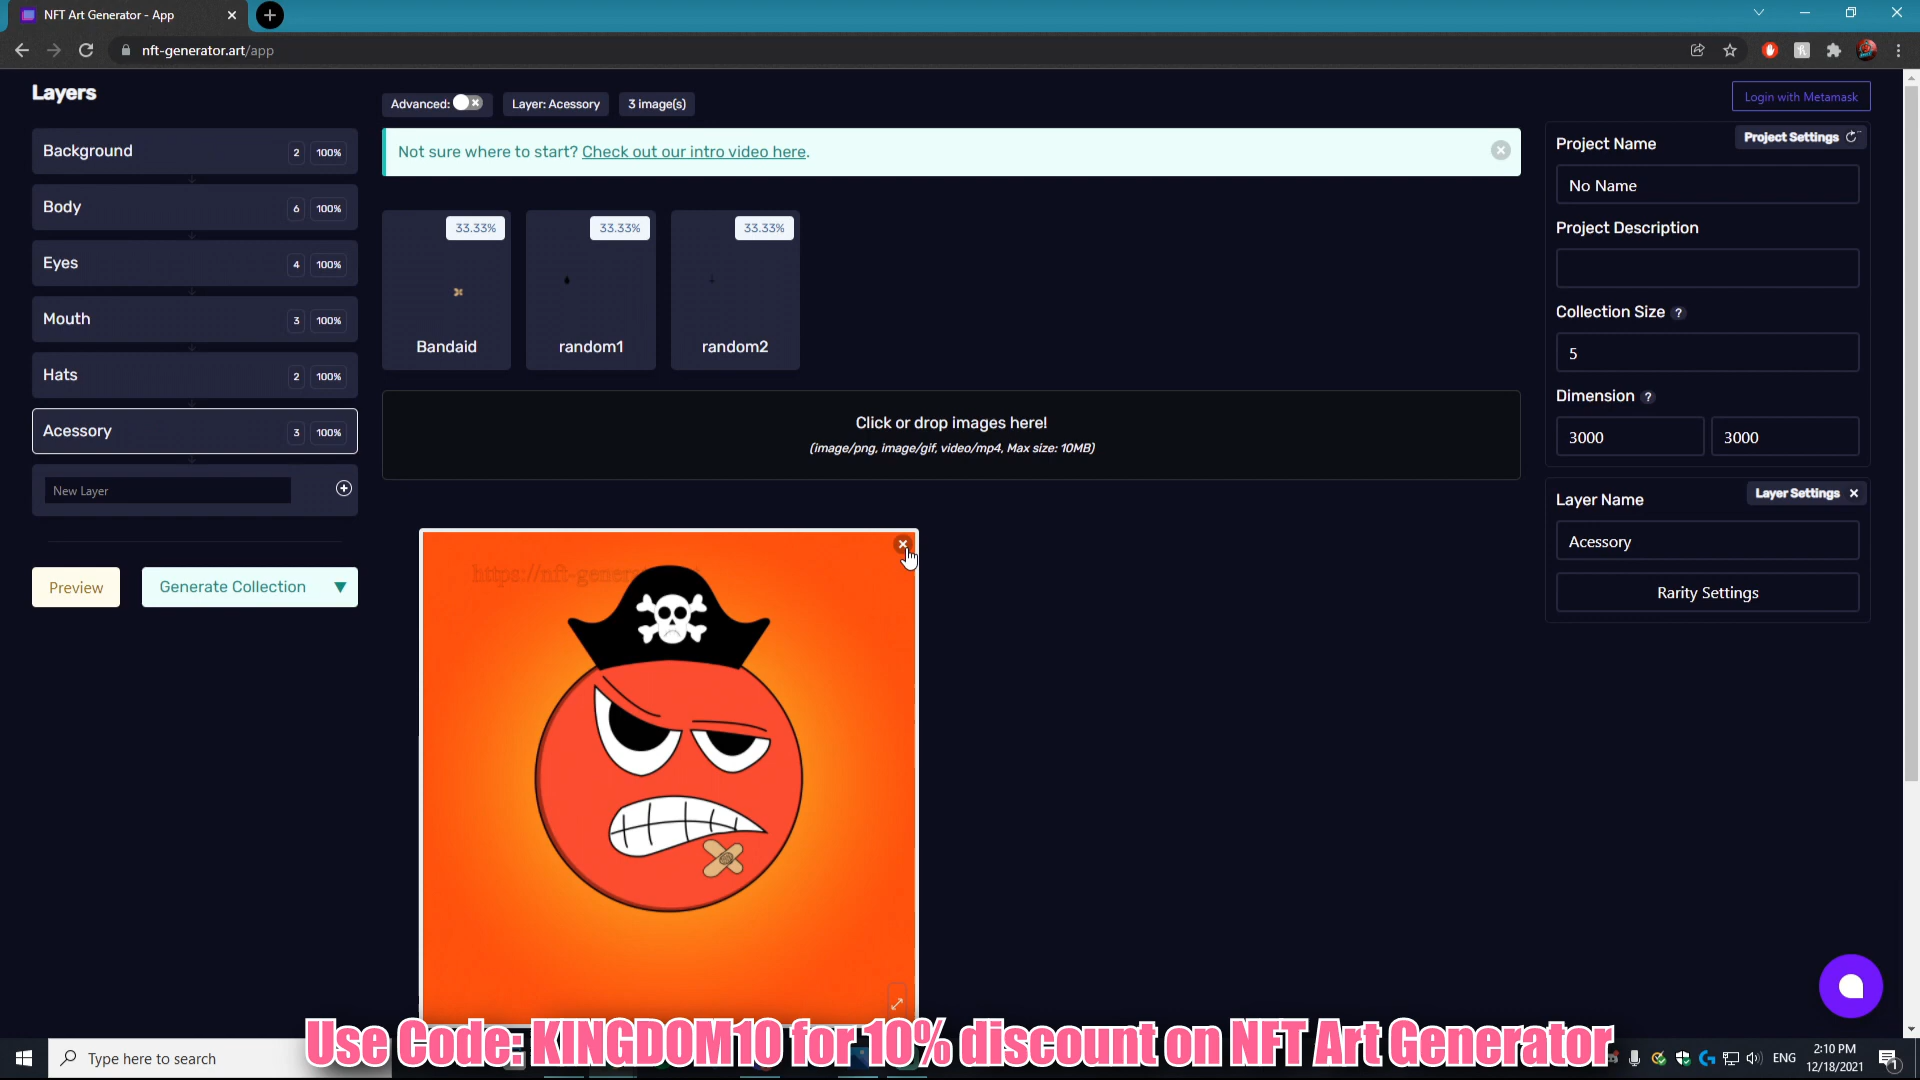 NFT Art Generator - App
nft-generator.art/app
Layers
Advanced:
Layer: Acessory
3 image(s)
Login with Metamask
Not sure where to start? Check out our intro video here.
Background 2 100%
Body 6 100%
Eyes 4 100%
Mouth 3 100%
Hats 2 100%
Acessory 3 100%
New Layer
Preview
Generate Collection
33.33%
33.33%
33.33%
Bandaid
random1
random2
Click or drop images here!
(image/png, image/gif, video/mp4, Max size: 10MB)
https://nft-gener
Project Settings
Project Name
No Name
Project Description
Collection Size ?
5
Dimension ?
3000 3000
Layer Settings
Layer Name
Acessory
Rarity Settings
Use Code: KINGDOM10 for 10% discount on NFT Art Generator
Type here to search
ENG
2:10 PM
12/18/2021
1